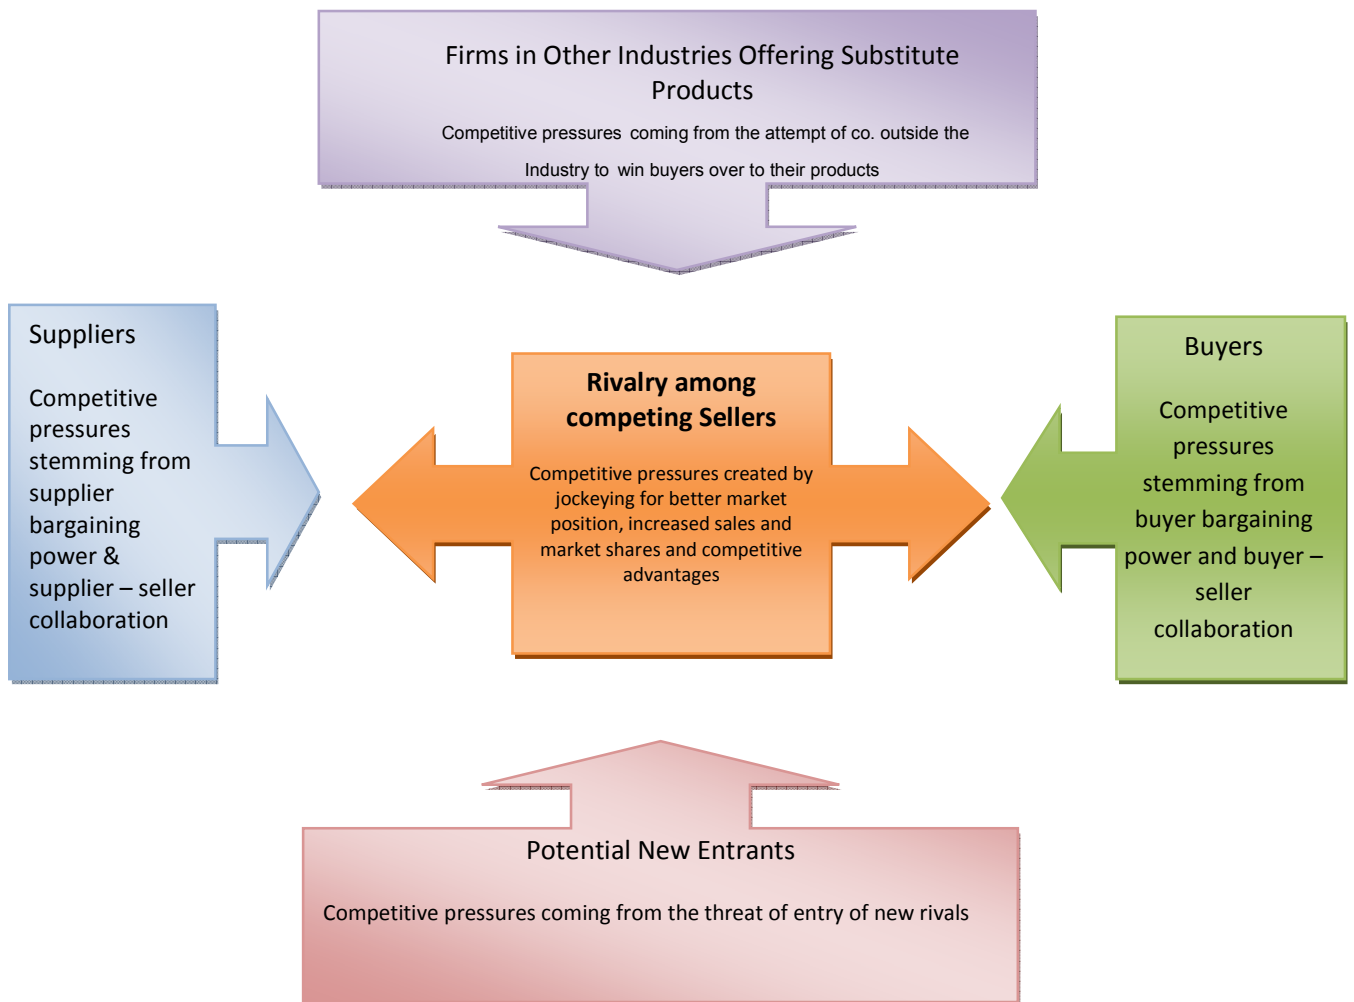 Firms in Other Industries Offering Substitute
Products
Competitive pressures coming from the attempt of co. outside the
Industry to win buyers over to their products
Suppliers
Competitive
pressures
stemming from
supplier
bargaining
power &
supplier – seller
collaboration
Rivalry among
competing Sellers
Competitive pressures created by
jockeying for better market
position, increased sales and
market shares and competitive
advantages
Buyers
Competitive
pressures
stemming from
buyer bargaining
power and buyer –
seller
collaboration
Potential New Entrants
Competitive pressures coming from the threat of entry of new rivals